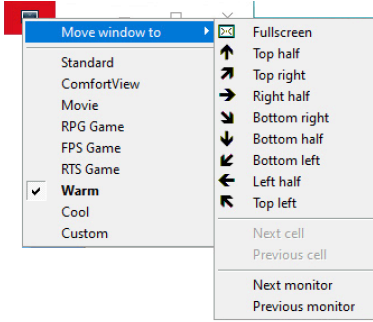 Move window to
Standard
ComfortView
Movie
RPG Game
FPS Game
RTS Game
Warm
Cool
Custom
Fullscreen
Top half
Top right
Right half
Bottom right
Bottom half
Bottom left
Left half
Top left
Next cell
Previous cell
Next monitor
Previous monitor